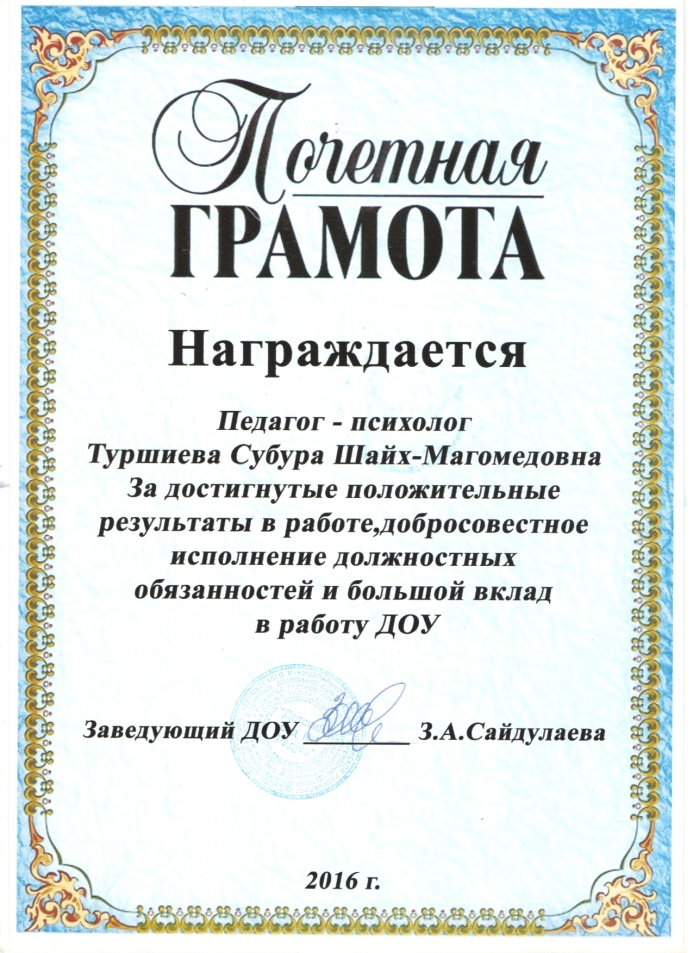 Почетная
ГРАМОТА
Награждается
Педагог - психолог
Туршиева Субура Шайх-Магомедовна
За достигнутые положительные
результаты в работе,добросовестное
исполнение должностных
обязанностей и большой вклад
в работу ДОУ
Заведующий ДОУ __________ З.А.Сайдулаева
2016 г.